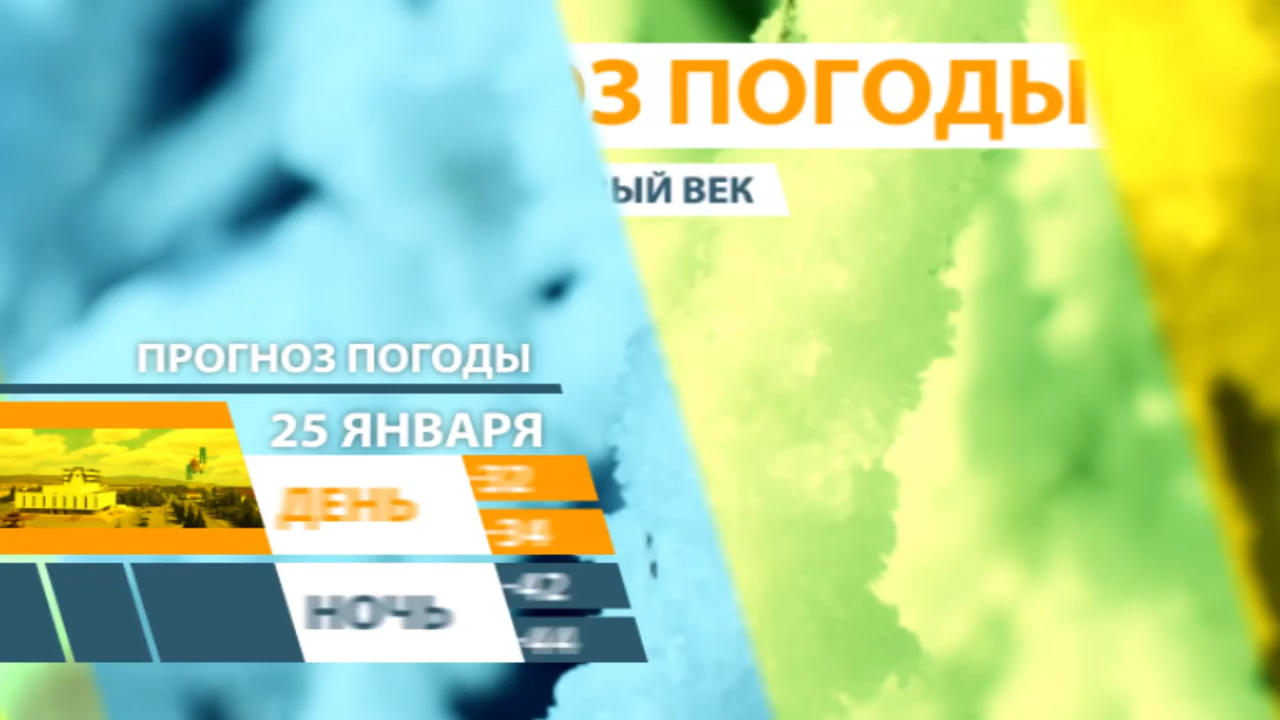 ОЗ ПОГОДЫ
ЫЙ ВЕК
ПРОГНОЗ ПОГОДЫ
25 ЯНВАРЯ
ДЕНЬ
-32
-34
НОЧЬ
-42
-44